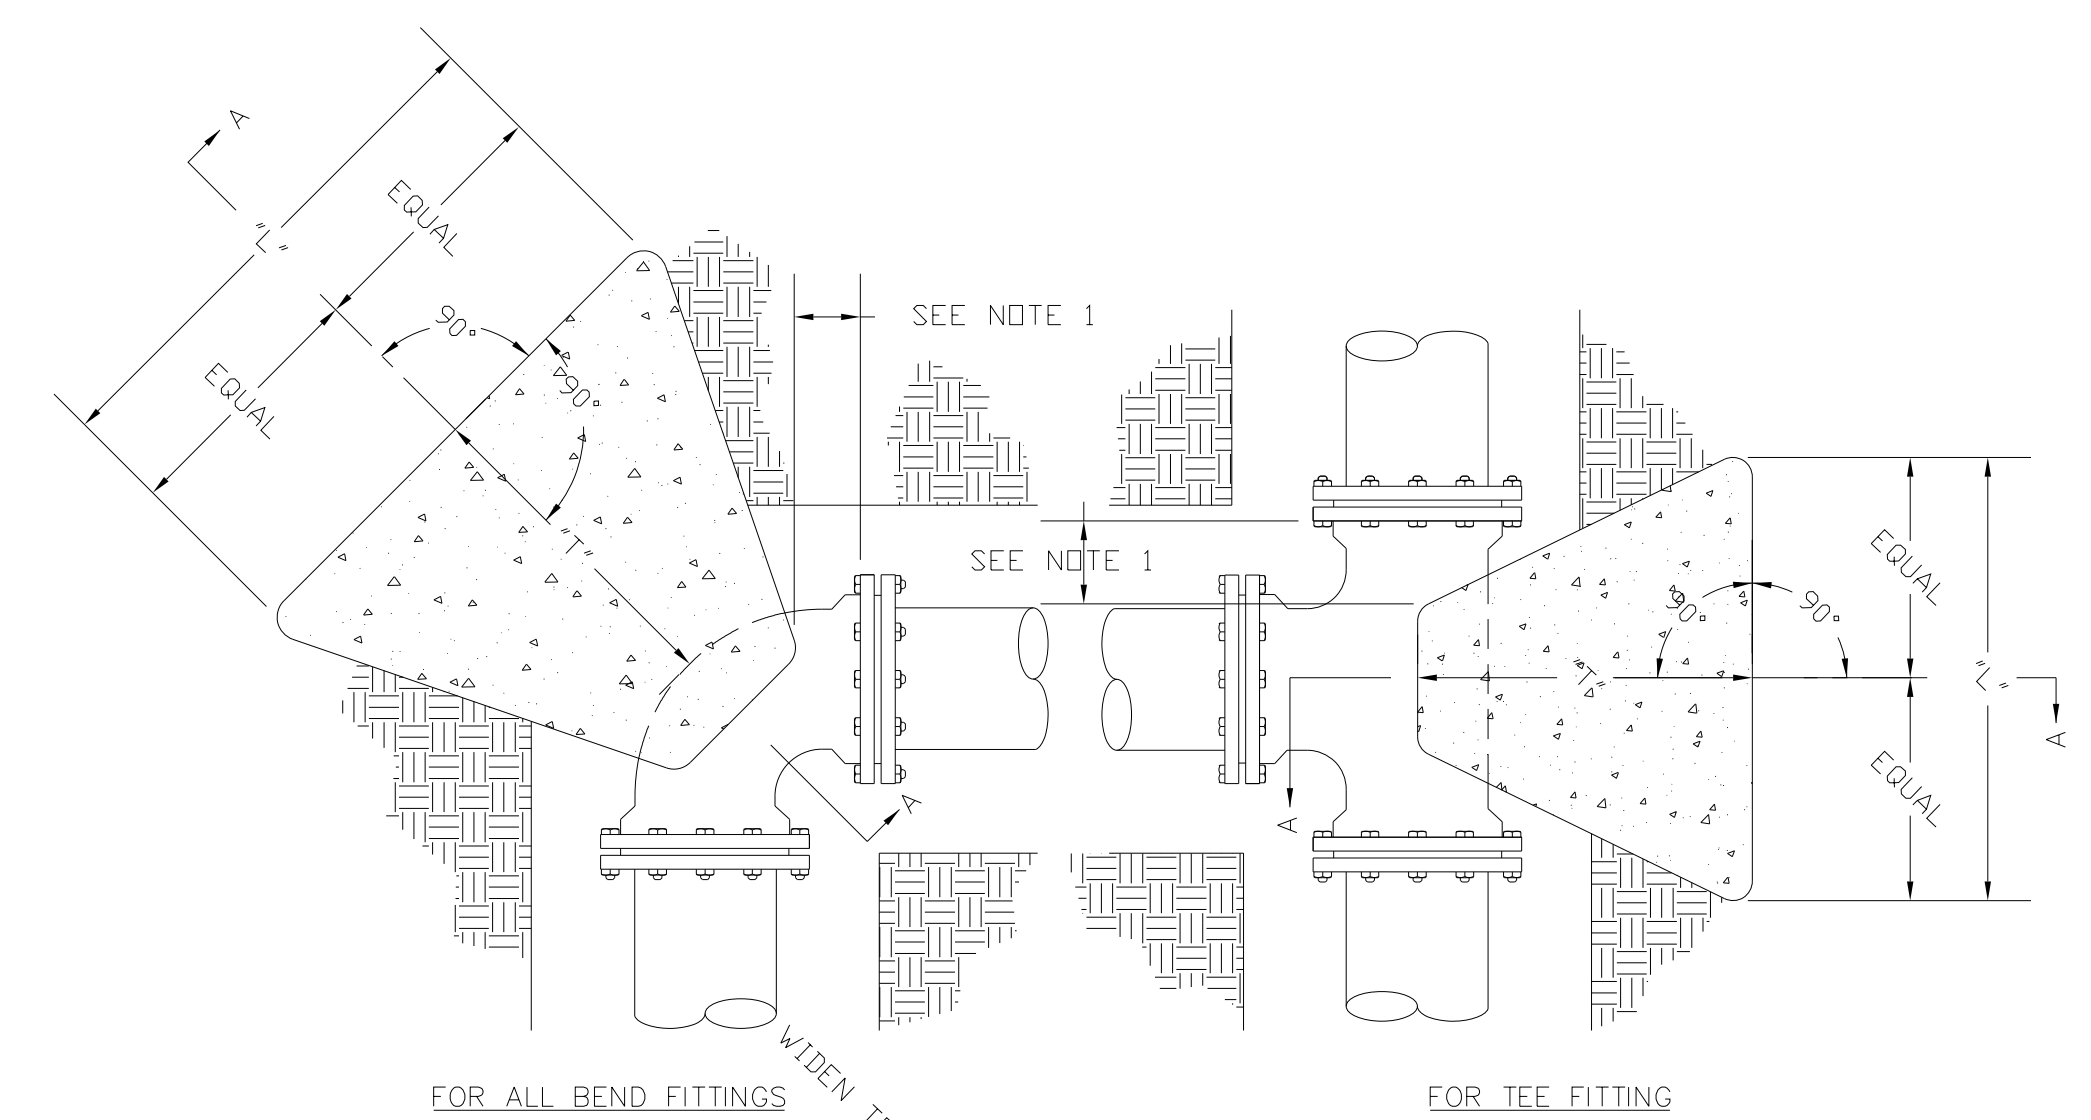 A
"L"
EQUAL
90°
EQUAL
90°
"T"
SEE NOTE 1
SEE NOTE 1
A
EQUAL
90°
90°
"T"
"L"
A
A
EQUAL
FOR ALL BEND FITTINGS
WIDEN
FOR TEE FITTING